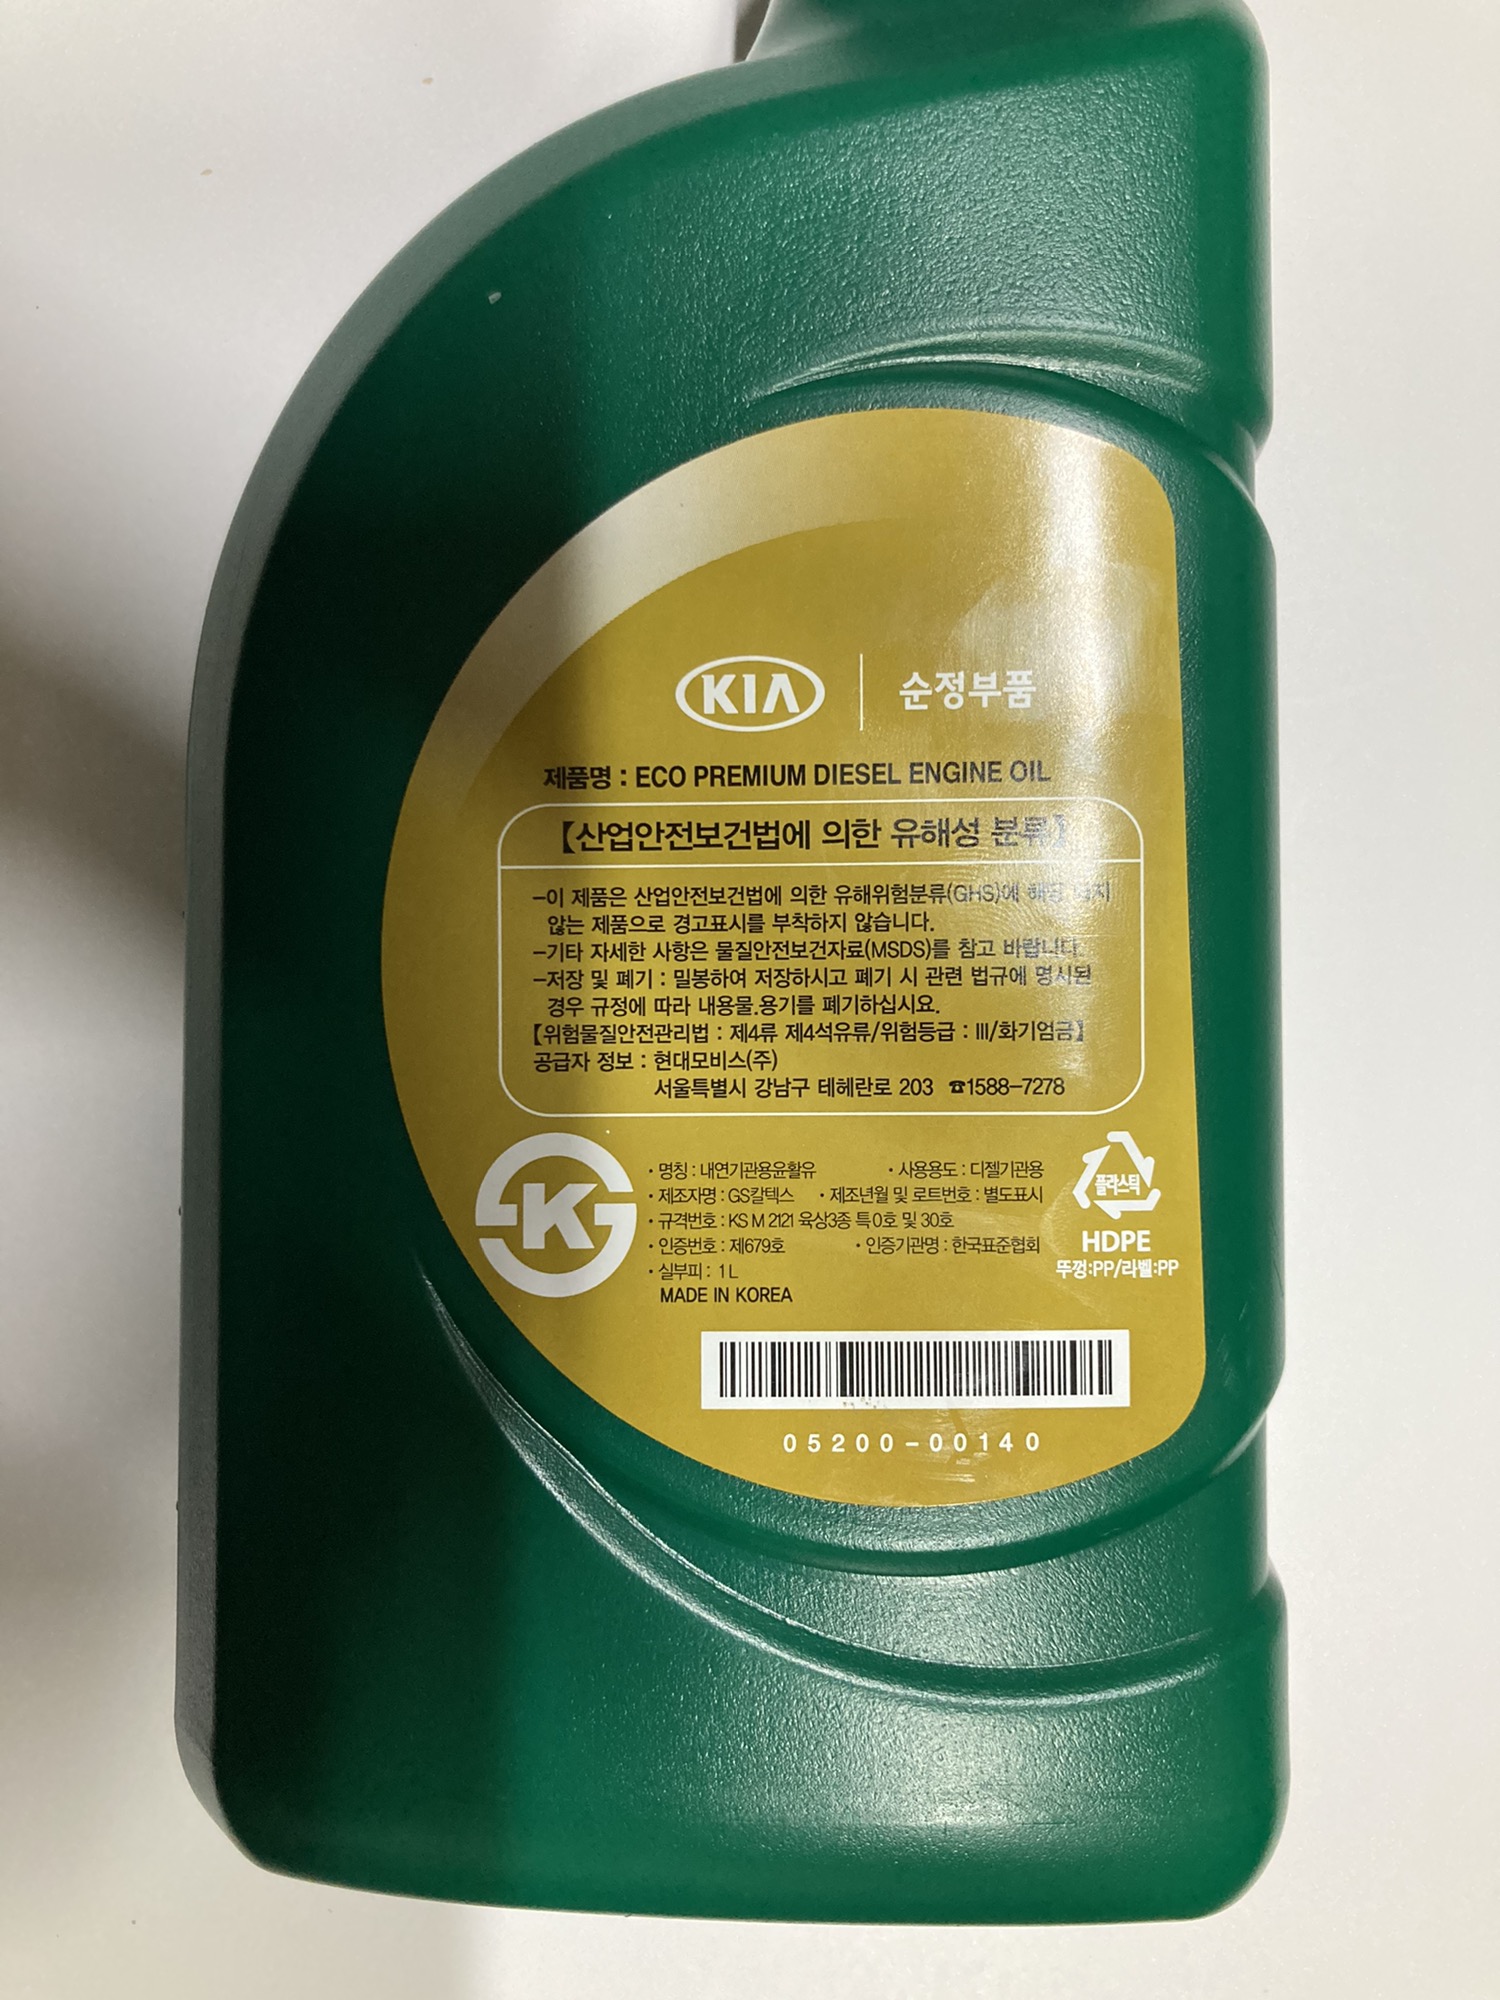 KIA 순정부품
제품명 : ECO PREMIUM DIESEL ENGINE OIL
【산업안전보건법에 의한 유해성 분류】
-이 제품은 산업안전보건법에 의한 유해위험분류(GHS)에 해당 되지
않는 제품으로 경고표시를 부착하지 않습니다.
-기타 자세한 사항은 물질안전보건자료(MSDS)를 참고 바랍니다.
-저장 및 폐기 : 밀봉하여 저장하시고 폐기 시 관련 법규에 명시된
경우 규정에 따라 내용물.용기를 폐기하십시요.
【위험물질안전관리법 : 제4류 제4석유류/위험등급 : III/화기엄금】
공급자 정보 : 현대모비스(주)
서울특별시 강남구 테헤란로 203 ☎1588-7278
K
· 명칭 : 내연기관용윤활유 · 사용용도 : 디젤기관용
· 제조자명 : GS칼텍스 · 제조년월 및 로트번호 : 별도표시
· 규격번호 : KS M 2121 육상3종 특0호 및 30호
· 인증번호 : 제679호 · 인증기관명 : 한국표준협회
· 실부피 : 1 L
MADE IN KOREA
플라스틱
HDPE
뚜껑:PP/라벨:PP
05200-00140